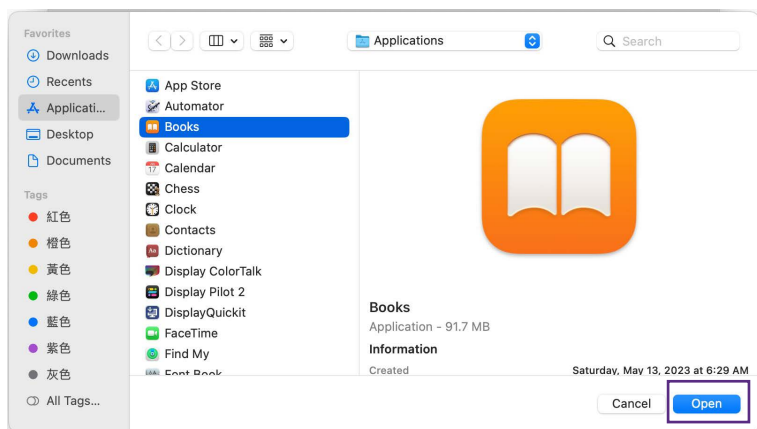 Favorites
Downloads
Recents
Applicati...
Desktop
Documents
Tags
紅色
橙色
黃色
綠色
藍色
紫色
灰色
All Tags...
Applications
Search
App Store
Automator
Books
Calculator
Calendar
Chess
Clock
Contacts
Dictionary
Display ColorTalk
Display Pilot 2
DisplayQuickit
FaceTime
Find My
Font Book
Books
Application - 91.7 MB
Information
Created Saturday, May 13, 2023 at 6:29 AM
Cancel Open